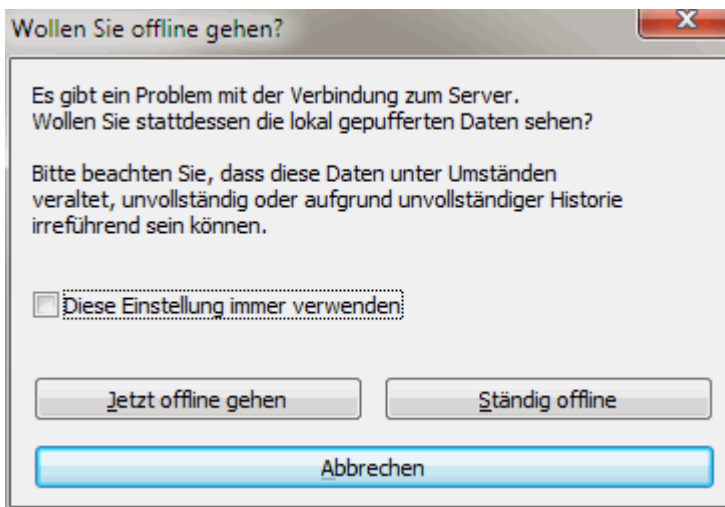 Wollen Sie offline gehen?
Es gibt ein Problem mit der Verbindung zum Server.
Wollen Sie stattdessen die lokal gepufferten Daten sehen?
Bitte beachten Sie, dass diese Daten unter Umständen
veraltet, unvollständig oder aufgrund unvollständiger Historie
irreführend sein können.
Diese Einstellung immer verwenden
Jetzt offline gehen
Ständig offline
Abbrechen